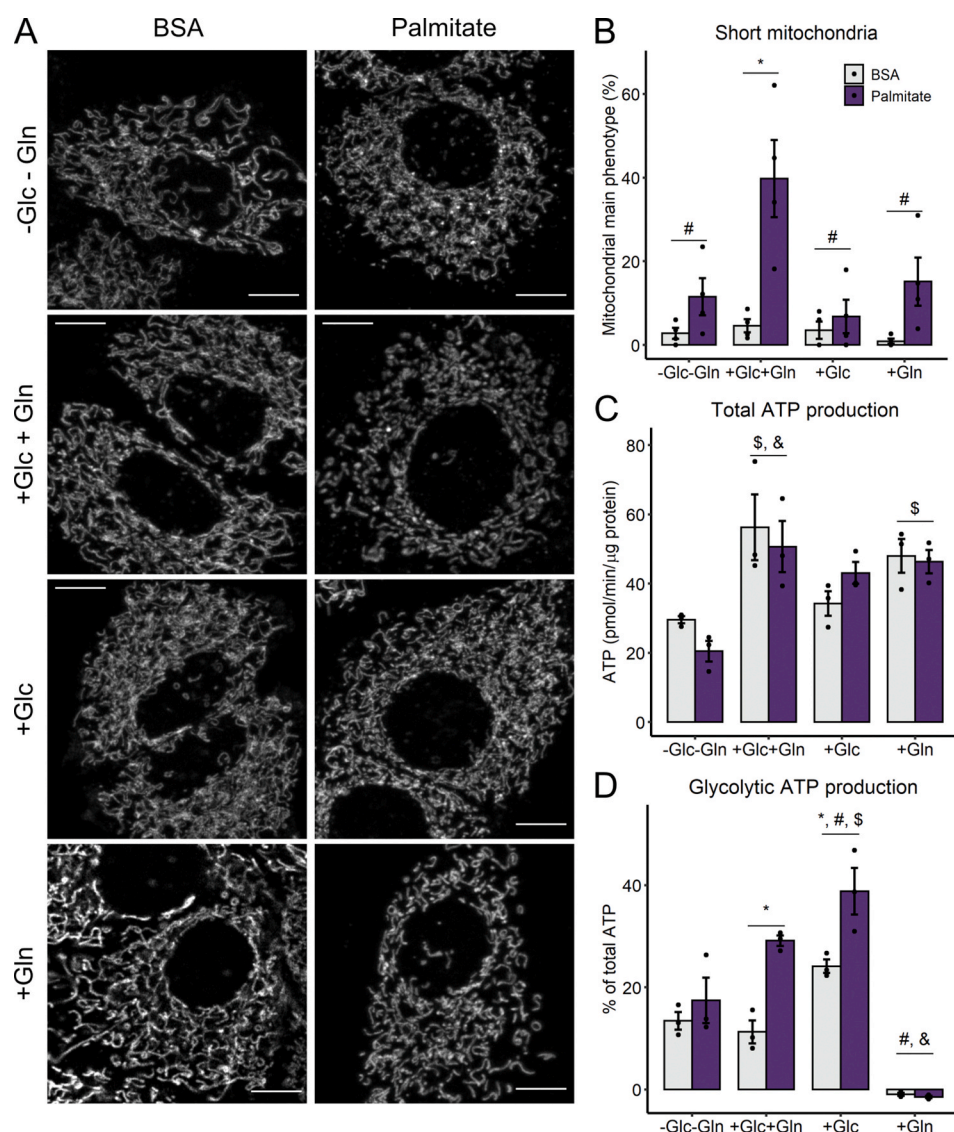 A
BSA
Palmitate
-Glc - Gln
+Glc + Gln
+Glc
+Gln
B
Short mitochondria
Mitochondrial main phenotype (%)
60
40
20
0
*
#
#
#
BSA
Palmitate
-Glc-Gln
+Glc+Gln
+Glc
+Gln
C
Total ATP production
ATP (pmol/min/µg protein)
80
60
40
20
0
$, &
$
-Glc-Gln
+Glc+Gln
+Glc
+Gln
D
Glycolytic ATP production
% of total ATP
40
20
0
*, #, $
*
#, &
-Glc-Gln
+Glc+Gln
+Glc
+Gln